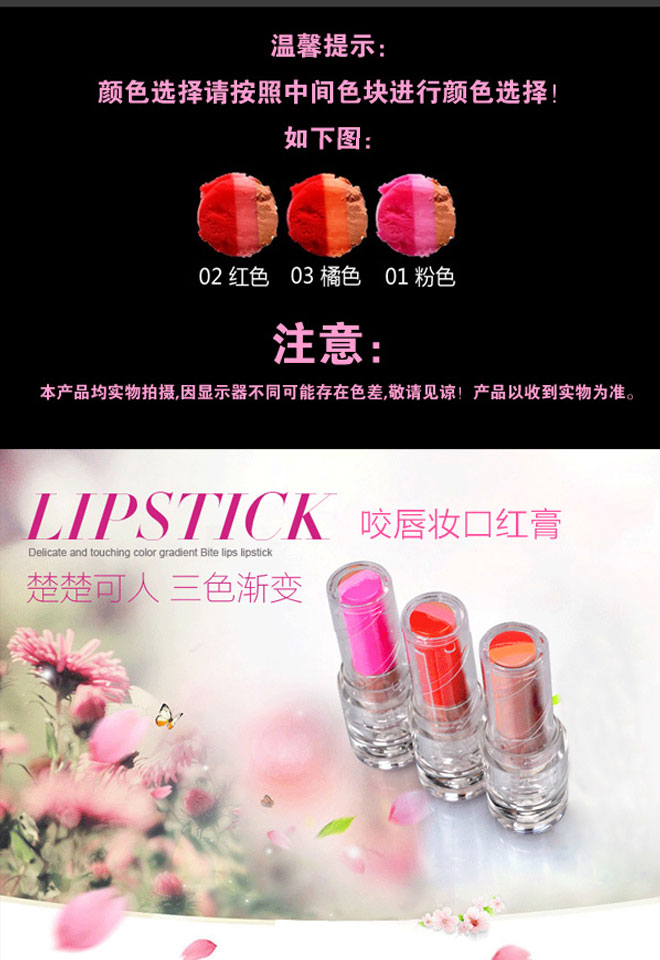 温馨提示：
颜色选择请按照中间色块进行颜色选择！
如下图：
02 红色 03 橘色 01 粉色
注意：
本产品均实物拍摄,因显示器不同可能存在色差,敬请见谅！产品以收到实物为准。
LIPSTICK 咬唇妆口红膏
Delicate and touching color gradient Bite lips lipstick
楚楚可人 三色渐变